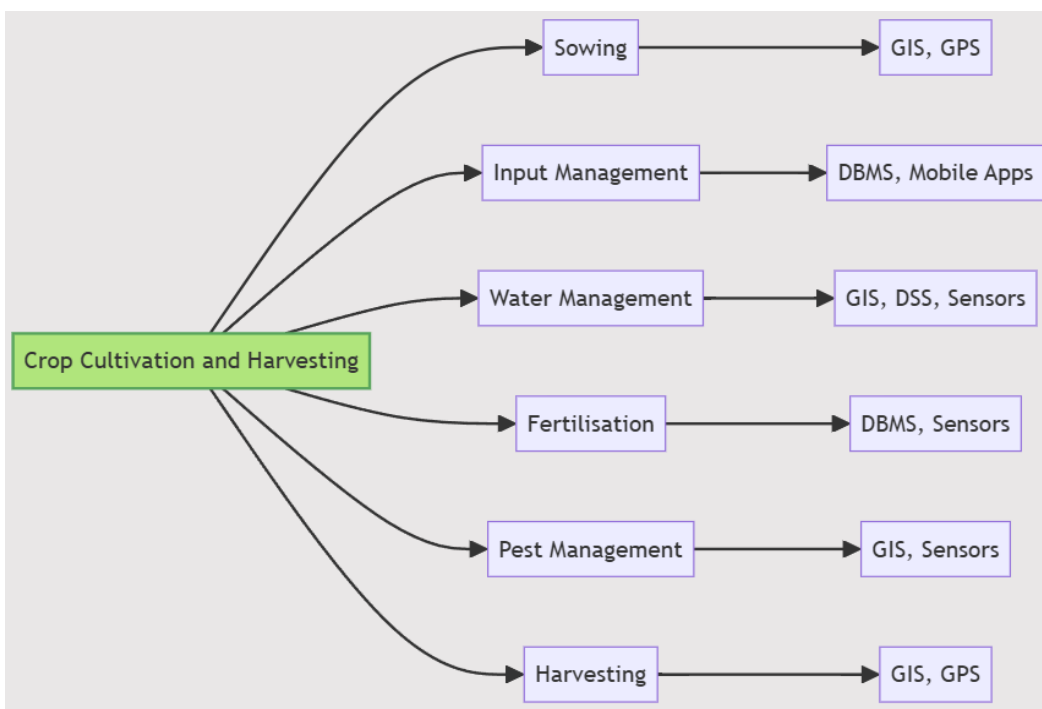 Sowing
GIS, GPS
Input Management
DBMS, Mobile Apps
Water Management
GIS, DSS, Sensors
Crop Cultivation and Harvesting
Fertilisation
DBMS, Sensors
Pest Management
GIS, Sensors
Harvesting
GIS, GPS